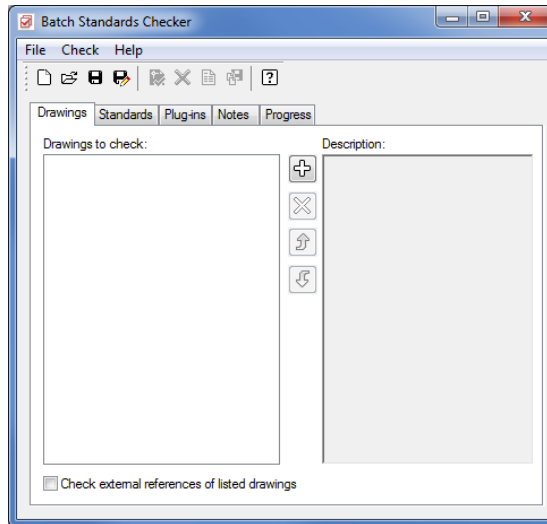 Batch Standards Checker
File Check Help
Drawings Standards Plug-ins Notes Progress
Drawings to check: Description:
Check external references of listed drawings